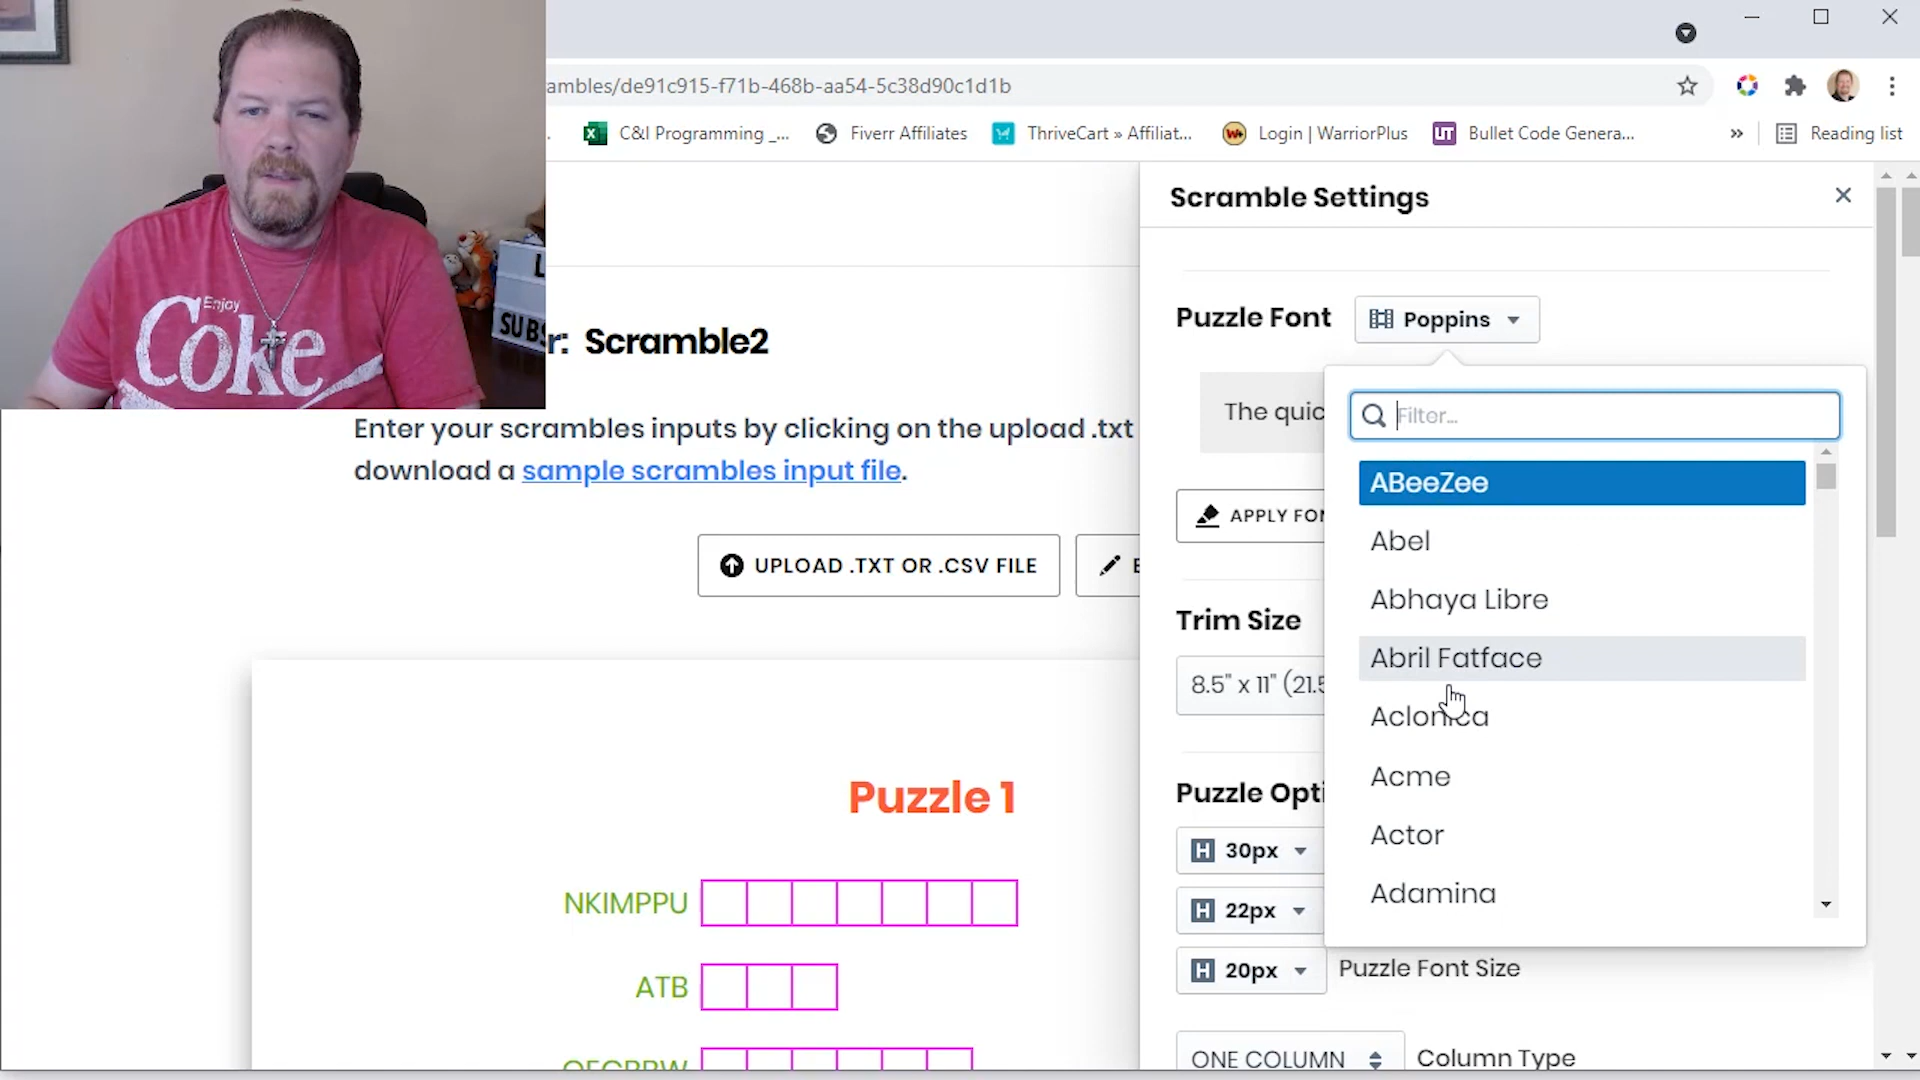 ambles/de91c915-f71b-468b-aa54-5c38d90c1d1b
C&I Programming _...
Fiverr Affiliates
ThriveCart » Affiliat...
W+
Login | WarriorPlus
UT
Bullet Code Genera...
»
Reading list
Enjoy
Coke
L
SUBS
r: Scramble2
Enter your scrambles inputs by clicking on the upload .txt
download a sample scrambles input file.
UPLOAD .TXT OR .CSV FILE
E
Puzzle 1
NKIMPPU
ATB
Scramble Settings
Puzzle Font
Poppins
The quic
Filter...
APPLY FON
ABeeZee
Abel
Abhaya Libre
Abril Fatface
Aclonica
Acme
Actor
Adamina
Trim Size
8.5" x 11" (21.5
Puzzle Opti
H 30px
H 22px
H 20px
Puzzle Font Size
ONE COLUMN
Column Type